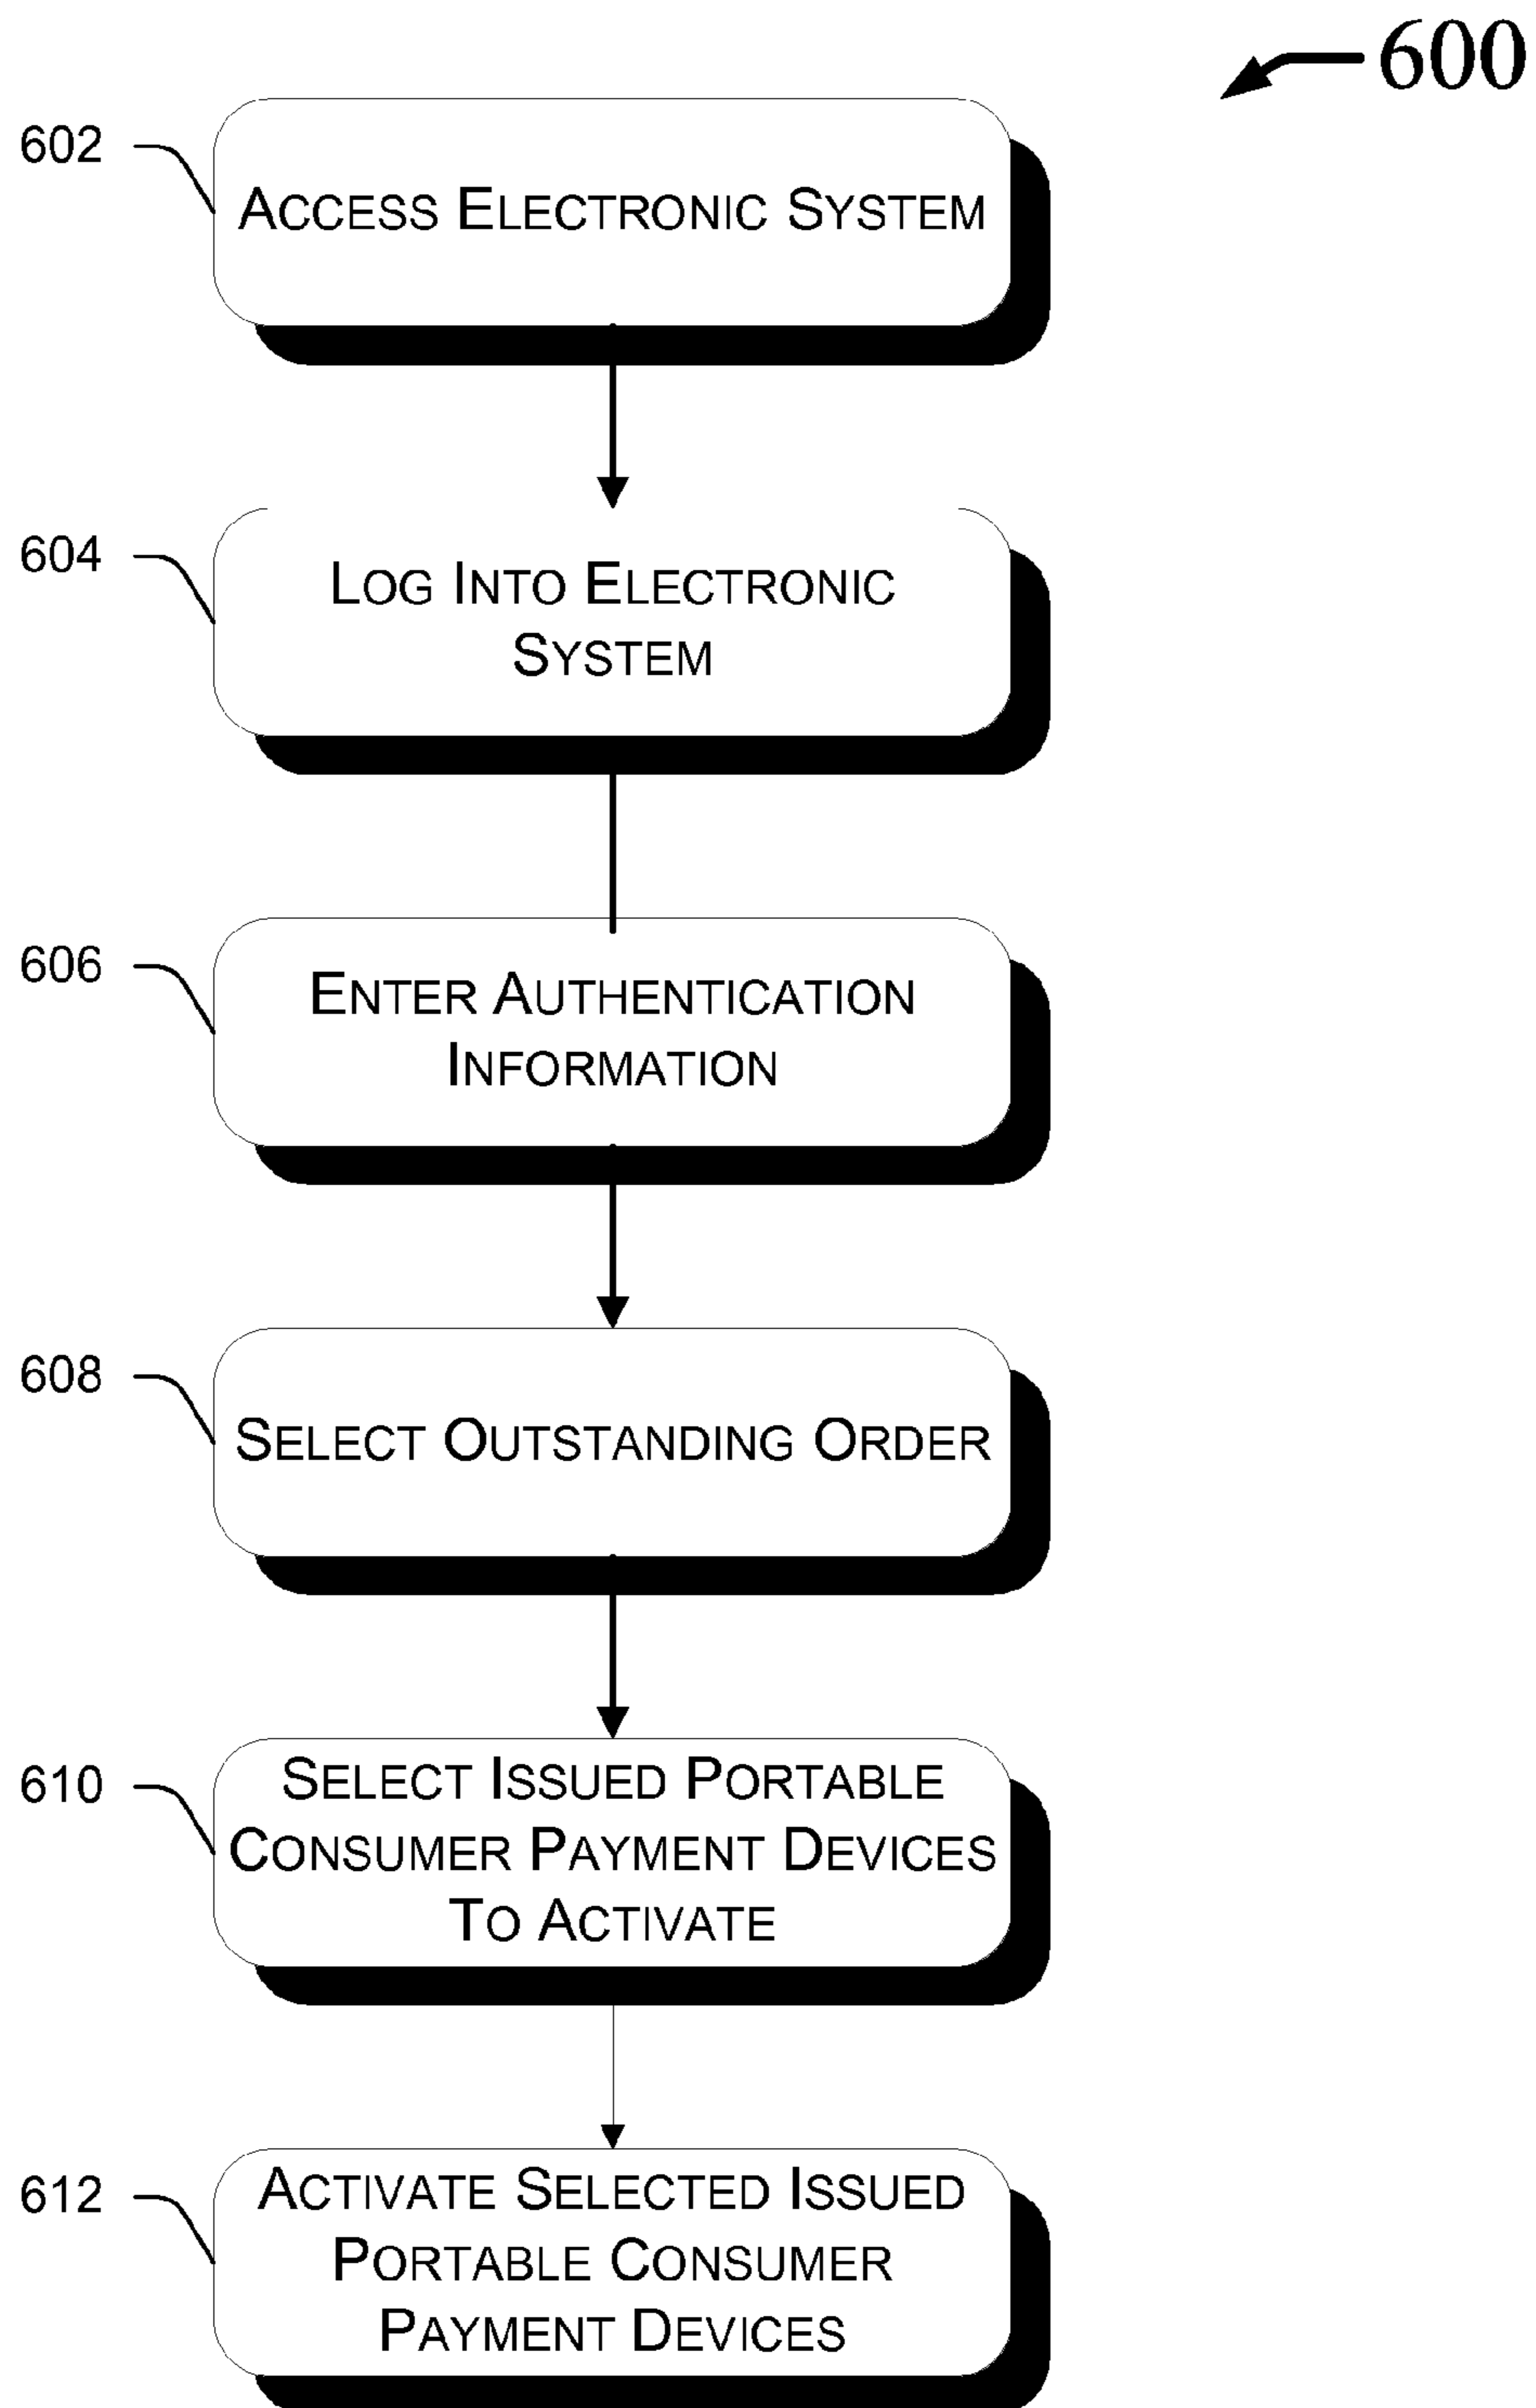 600
602
ACCESS ELECTRONIC SYSTEM
604
LOG INTO ELECTRONIC
SYSTEM
606
ENTER AUTHENTICATION
INFORMATION
608
SELECT OUTSTANDING ORDER
610
SELECT ISSUED PORTABLE
CONSUMER PAYMENT DEVICES
TO ACTIVATE
612
ACTIVATE SELECTED ISSUED
PORTABLE CONSUMER
PAYMENT DEVICES